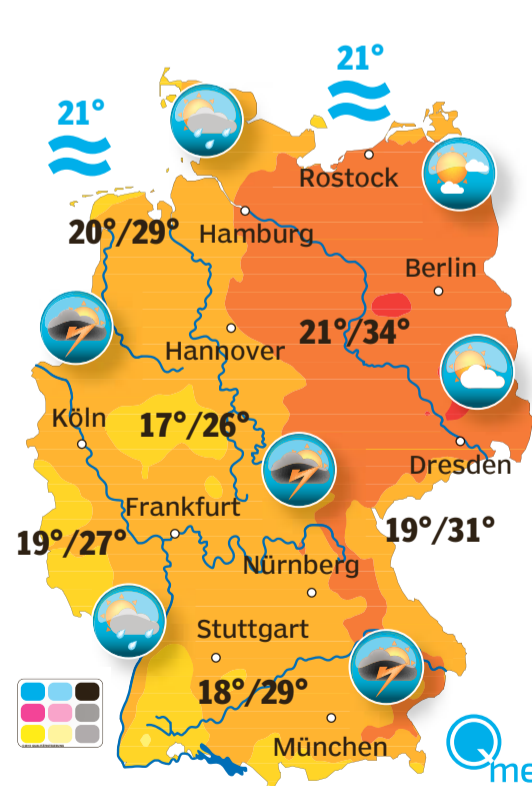 21°
21°
Rostock
20°/29°
Hamburg
Berlin
21°/34°
Hannover
Köln
17°/26°
Dresden
Frankfurt
19°/31°
19°/27°
Nürnberg
Stuttgart
18°/29°
München
Q
me